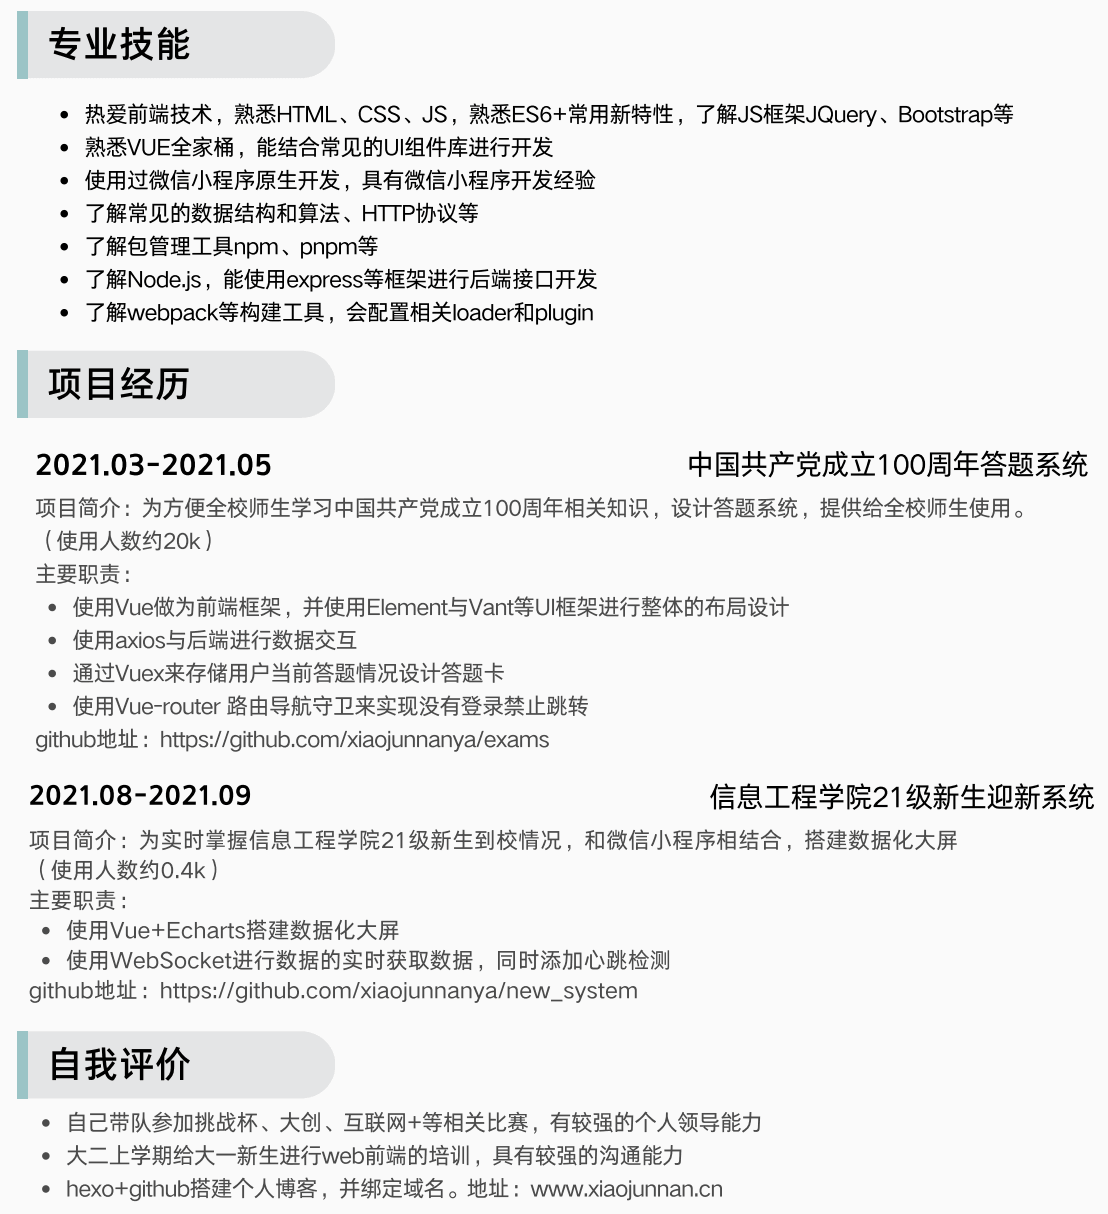 专业技能
热爱前端技术，熟悉HTML、CSS、JS，熟悉ES6+常用新特性，了解JS框架JQuery、Bootstrap等
熟悉VUE全家桶，能结合常见的UI组件库进行开发
使用过微信小程序原生开发，具有微信小程序开发经验
了解常见的数据结构和算法、HTTP协议等
了解包管理工具npm、pnpm等
了解Node.js，能使用express等框架进行后端接口开发
了解webpack等构建工具，会配置相关loader和plugin
项目经历
2021.03-2021.05 中国共产党成立100周年答题系统
项目简介：为方便全校师生学习中国共产党成立100周年相关知识，设计答题系统，提供给全校师生使用。
（使用人数约20k）
主要职责：
使用Vue做为前端框架，并使用Element与Vant等UI框架进行整体的布局设计
使用axios与后端进行数据交互
通过Vuex来存储用户当前答题情况设计答题卡
使用Vue-router 路由导航守卫来实现没有登录禁止跳转
github地址：https://github.com/xiaojunnanya/exams
2021.08-2021.09 信息工程学院21级新生迎新系统
项目简介：为实时掌握信息工程学院21级新生到校情况，和微信小程序相结合，搭建数据化大屏
（使用人数约0.4k）
主要职责：
使用Vue+Echarts搭建数据化大屏
使用WebSocket进行数据的实时获取数据，同时添加心跳检测
github地址：https://github.com/xiaojunnanya/new_system
自我评价
自己带队参加挑战杯、大创、互联网+等相关比赛，有较强的个人领导能力
大二上学期给大一新生进行web前端的培训，具有较强的沟通能力
hexo+github搭建个人博客，并绑定域名。地址：www.xiaojunnan.cn